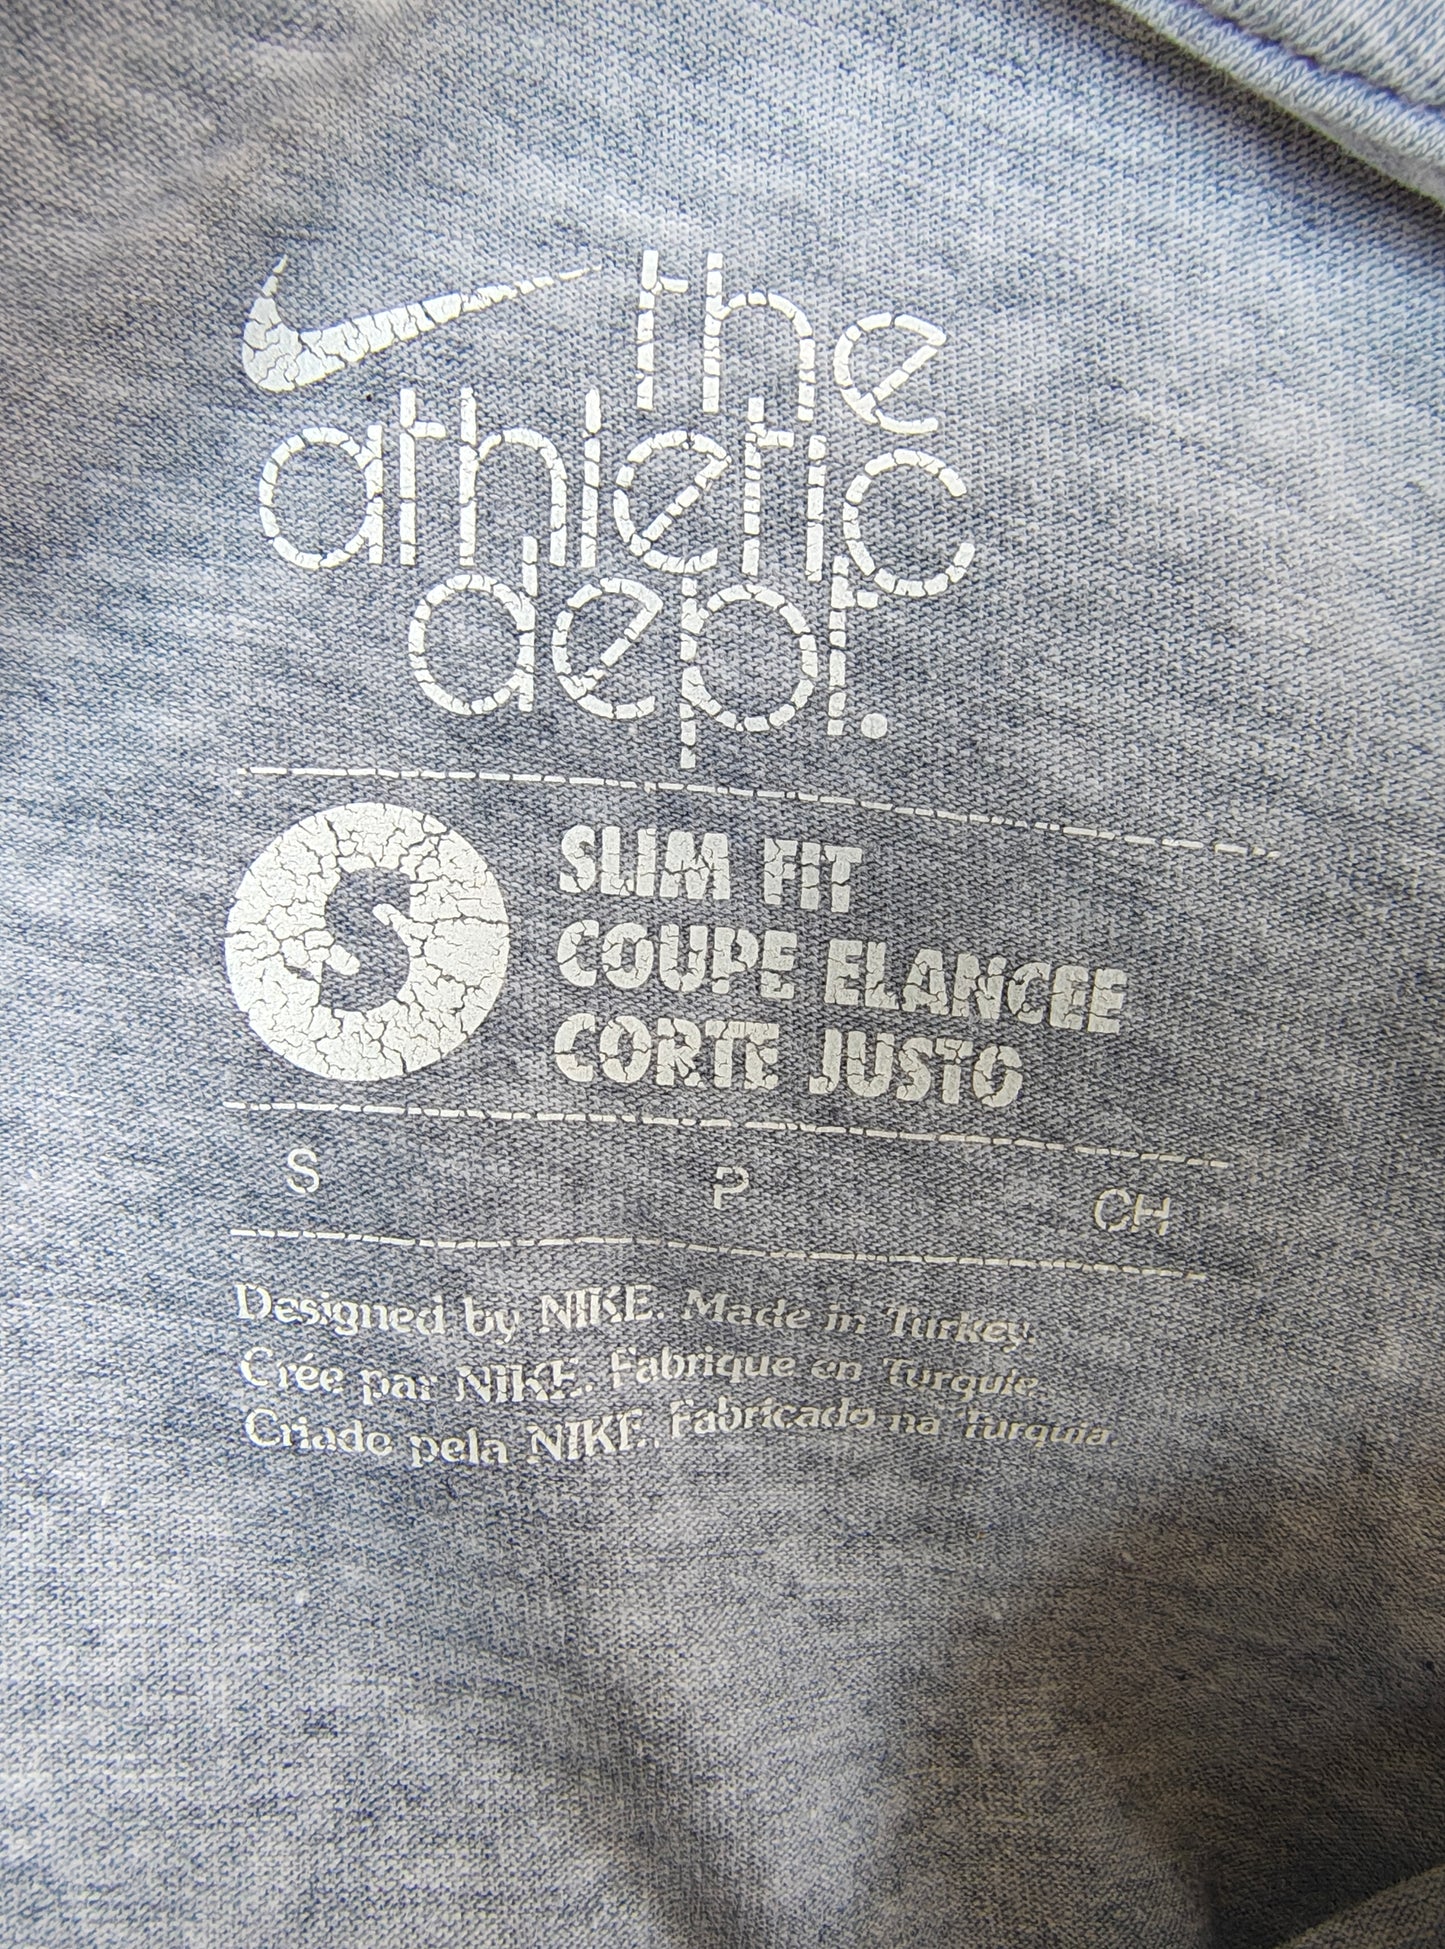 the
athletic
dept.
S
SLIM FIT
COUPE ELANCEE
CORTE JUSTO
S P CH
Designed by NIKE. Made in Turkey.
Crée par NIKE. Fabrique en Turquie.
Criade pela NIKE. Fabricado na Turquia.